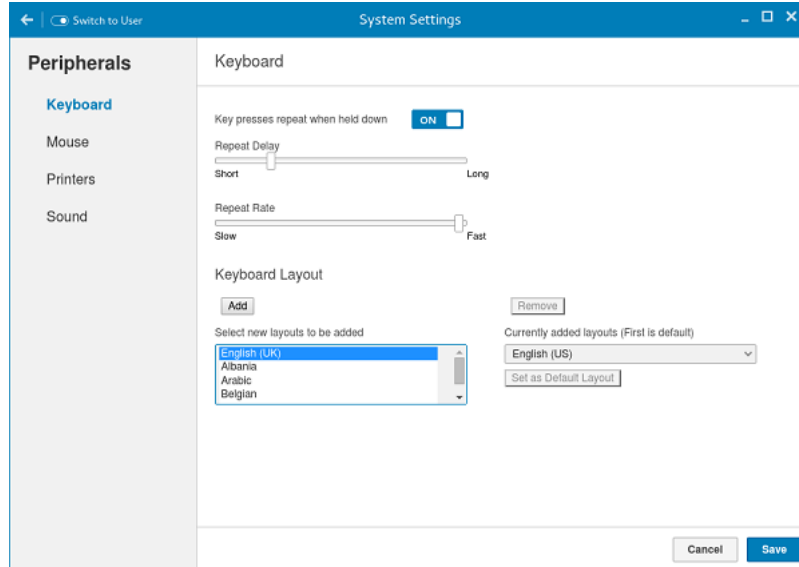 Switch to User
System Settings
Peripherals
Keyboard
Mouse
Printers
Sound
Keyboard
Key presses repeat when held down
ON
Repeat Delay
Short
Long
Repeat Rate
Slow
Fast
Keyboard Layout
Add
Select new layouts to be added
English (UK)
Albania
Arabic
Belgian
Remove
Currently added layouts (First is default)
English (US)
Set as Default Layout
Cancel
Save